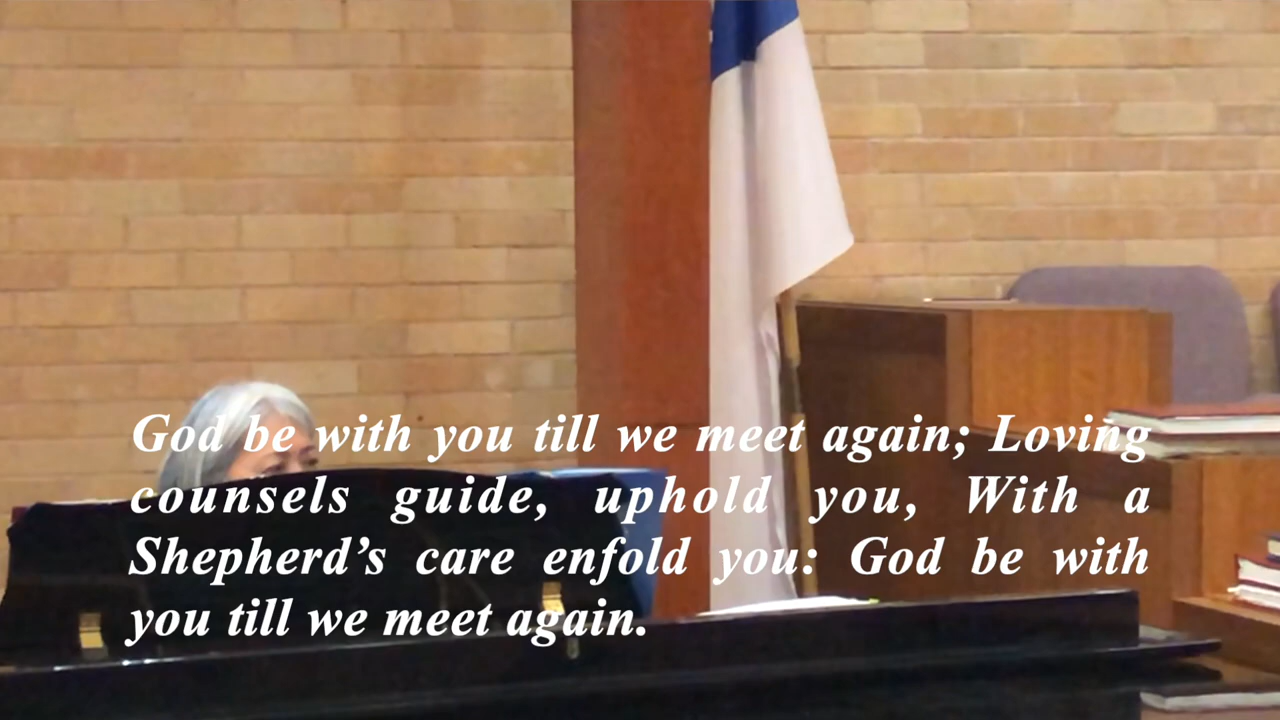 God be with you till we meet again; Loving
counsels guide, uphold you, With a
Shepherd’s care enfold you: God be with
you till we meet again.